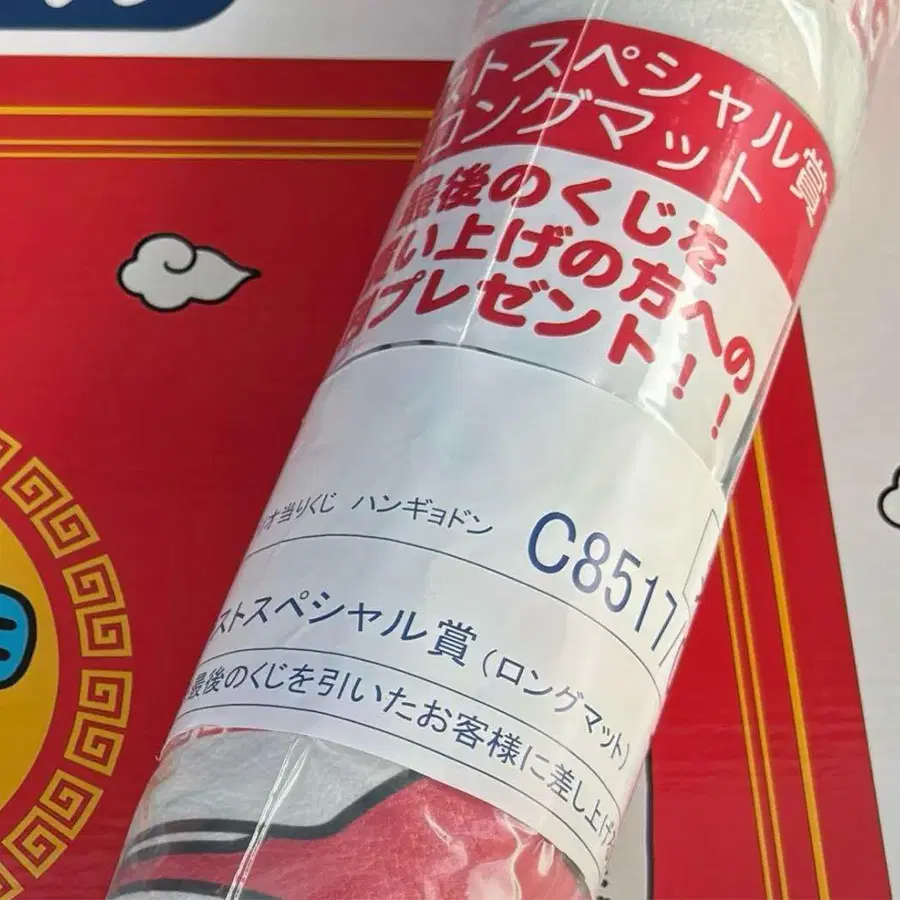 ストスペシャル賞
ロングマット
最後のくじを
い上げの方への
プレゼント!!
オ当りくじ ハンギョドン C8517
ストスペシャル賞(ロングマット)
最後のくじを引いたお客様に差し上げ